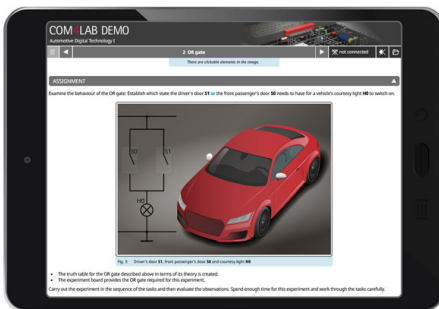 COM4LAB DEMO
Automotive Digital Technology I
2 OR gate
not connected
There are clickable elements in the image.
ASSIGNMENT
Examine the behaviour of the OR gate: Establish which state the driver's door S1 or the front passenger's door S0 needs to have for a vehicle's courtesy light H0 to switch on.
S0 S1
H0
Fig. 3: Driver's door S1, front passenger's door S0 and courtesy light H0
• The truth table for the OR gate described above in terms of its theory is created.
• The experiment board provides the OR gate required for this experiment.
Carry out the experiment in the sequence of the tasks and then evaluate the observations. Spend enough time for this experiment and work through the tasks carefully.